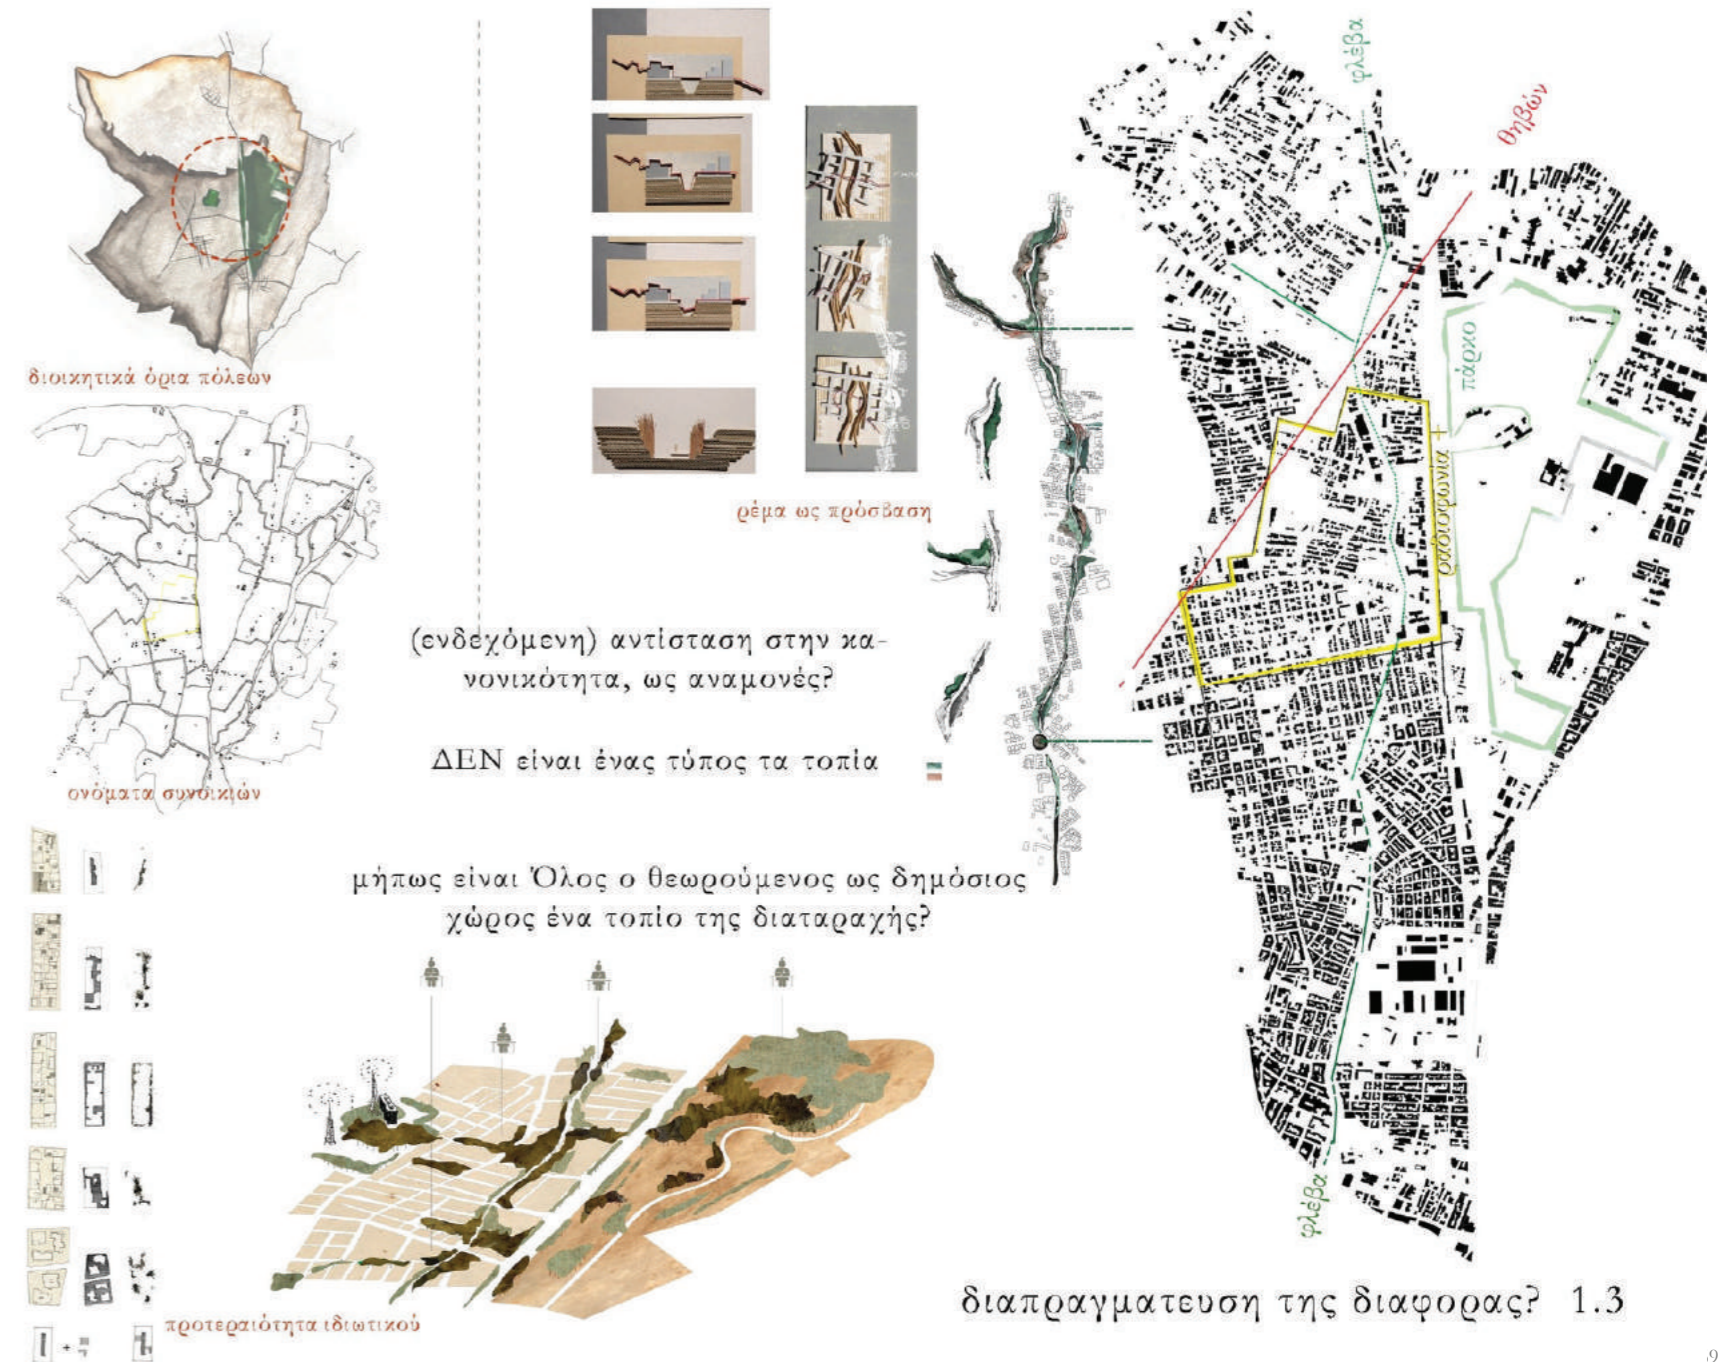 φλέβα
θηβών
πάρκο
ραδιοφωνία
διοικητικά όρια πόλεων
ρέμα ως πρόσβαση
(ενδεχόμενη) αντίσταση στην κα-
νονικότητα, ως αναμονές?
ΔΕΝ είναι ένας τύπος τα τοπία
ονόματα συνοικιών
μήπως είναι Όλος ο θεωρούμενος ως δημόσιος
χώρος ένα τοπίο της διαταραχής?
φλέβα
προτεραιότητα ιδιωτικού
διαπραγματευση της διαφορας? 1.3